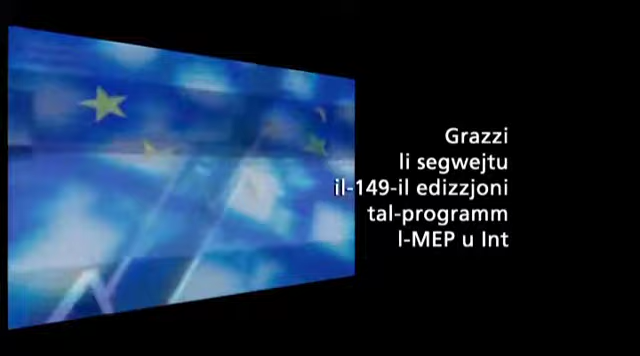 Grazzi
li segwejtu
il-149-il edizzjoni
tal-programm
l-MEP u Int